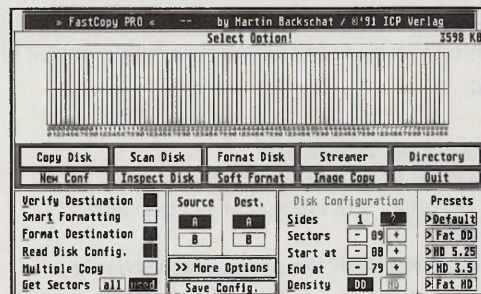 » FastCopy PRO « -- by Martin Backschat / ©'91 ICP Verlag
Select Option! 3598 KB
Copy Disk Scan Disk Format Disk Streamer Directory
New Conf Inspect Disk Soft Format Image Copy Quit
Verify Destination
Smart Formatting
Format Destination
Read Disk Config.
Multiple Copy
Get Sectors all used
Source Dest.
A A
B B
>> More Options
Save Config.
Disk Configuration
Sides 1 2
Sectors - 09 +
Start at - 00 +
End at - 79 +
Density DD HD
Presets
>Default
>Fat DD
>HD 5.25
>HD 3.5
>Fat HD